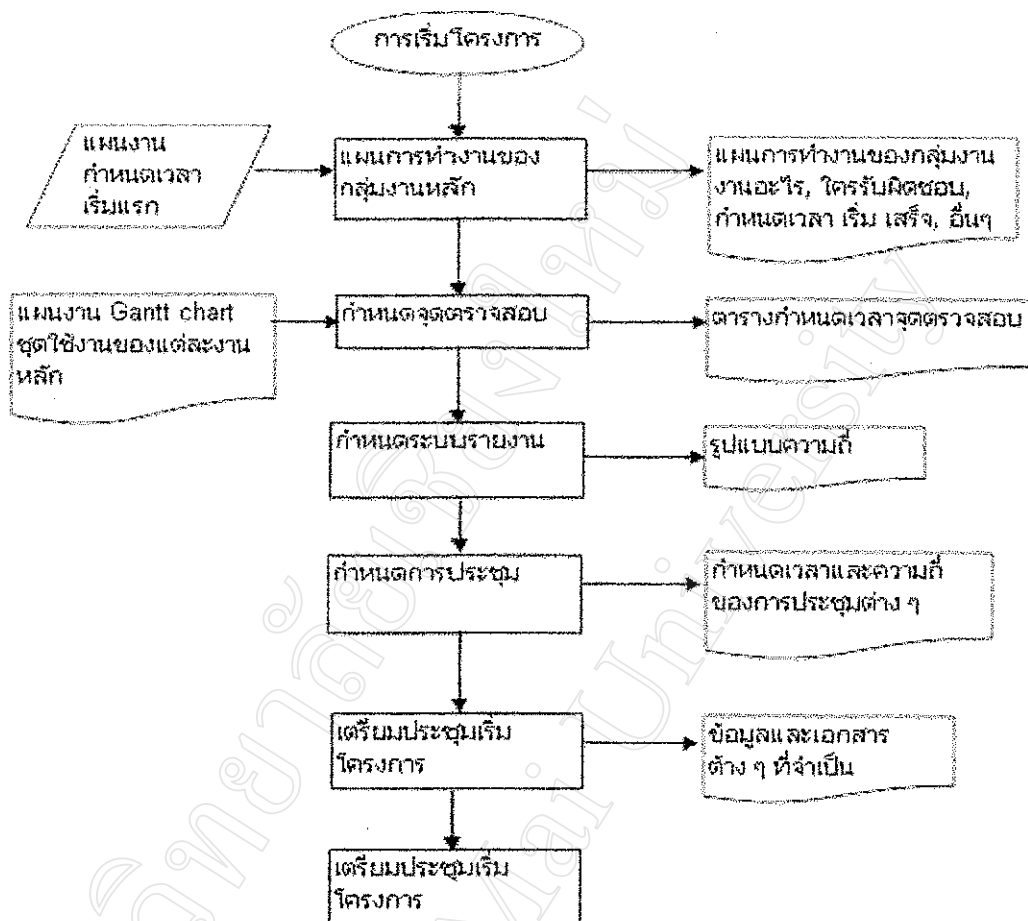 การเริ่มโครงการ
แผนงาน
กำหนดเวลา
เริ่มแรก
แผนการทำงานของ
กลุ่มงานหลัก
แผนการทำงานของกลุ่มงาน
งานอะไร, ใครรับผิดชอบ,
กำหนดเวลา เริ่ม เสร็จ, อื่นๆ
แผนงาน Gantt chart
ชุดใช้งานของแต่ละงาน
หลัก
กำหนดจุดตรวจสอบ
ตารางกำหนดเวลาจุดตรวจสอบ
กำหนดระบบรายงาน
รูปแบบความถี่
กำหนดการประชุม
กำหนดเวลาและความถี่
ของการประชุมต่าง ๆ
เตรียมประชุมเริ่ม
โครงการ
ข้อมูลและเอกสาร
ต่าง ๆ ที่จำเป็น
เตรียมประชุมเริ่ม
โครงการ
วิทยาลัยเชียงใหม่
Mai University